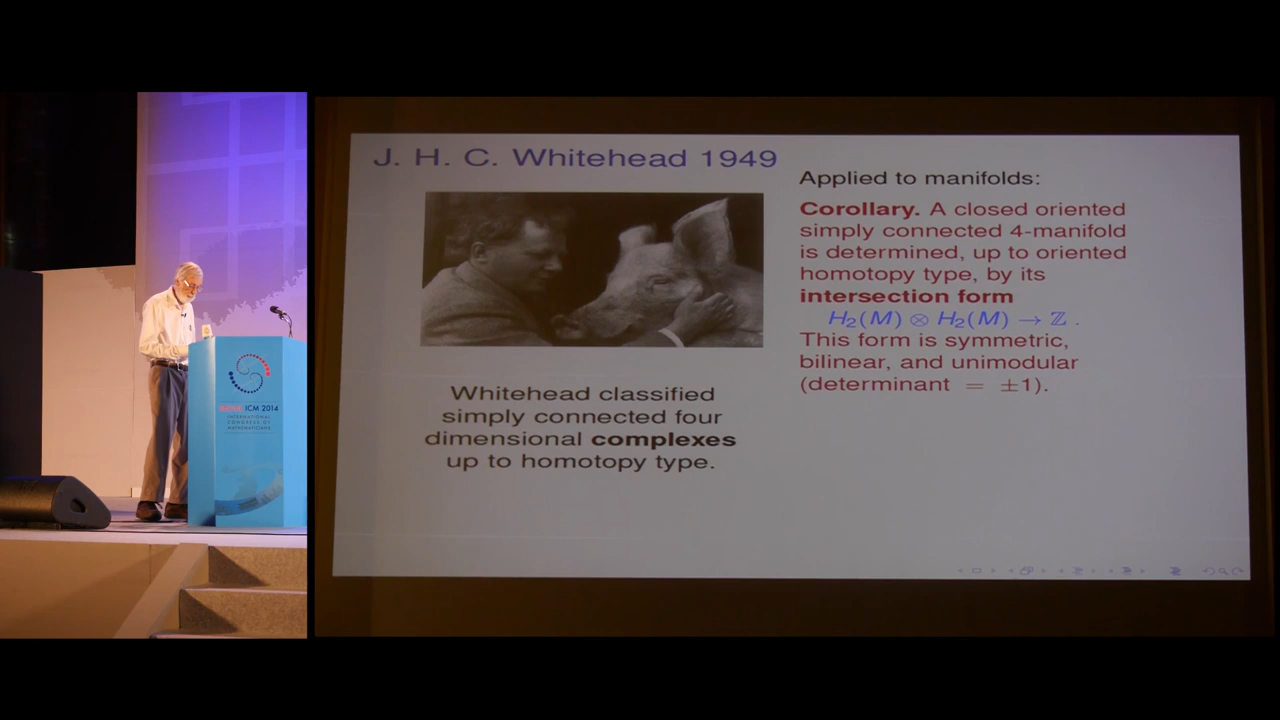 J. H. C. Whitehead 1949
Whitehead classified
simply connected four
dimensional complexes
up to homotopy type.
Applied to manifolds:
Corollary. A closed oriented
simply connected 4-manifold
is determined, up to oriented
homotopy type, by its
intersection form
H₂(M) ⊗ H₂(M) → ℤ .
This form is symmetric,
bilinear, and unimodular
(determinant = ±1).
ICM 2014
INTERNATIONAL
CONGRESS OF
MATHEMATICIANS